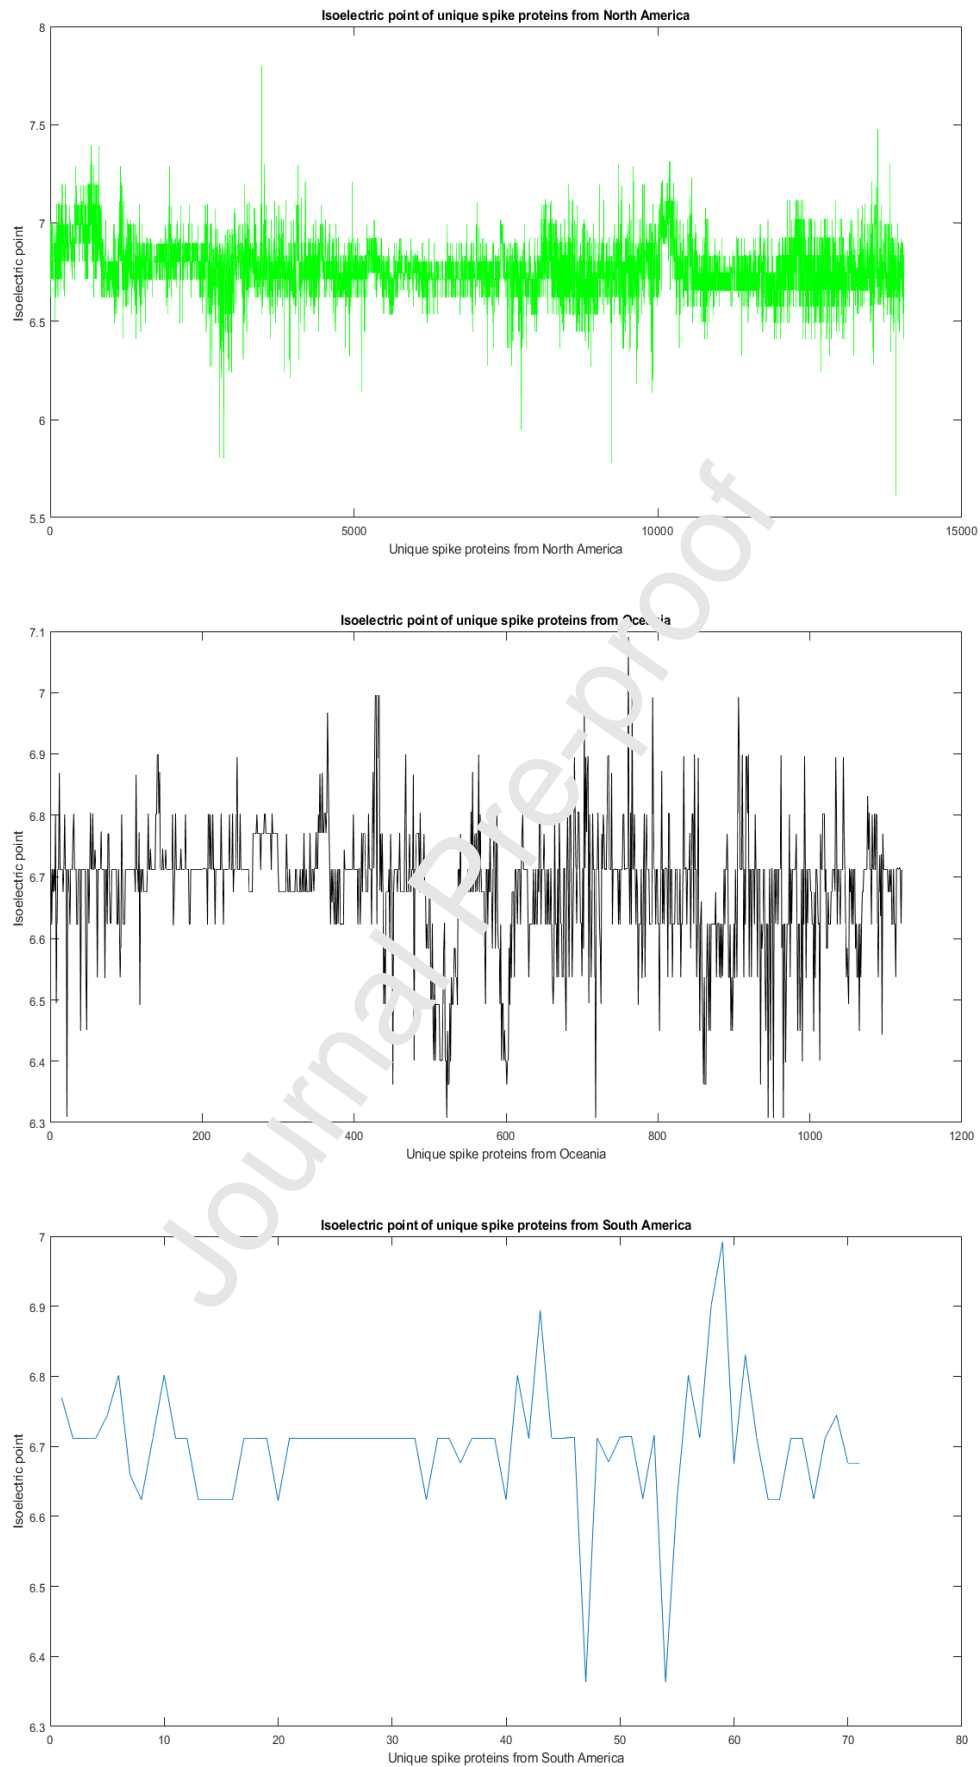 Isoelectric point of unique spike proteins from North America
8
7.5
7
6.5
6
5.5
Isoelectric point
0 5000 10000 15000
Unique spike proteins from North America
Isoelectric point of unique spike proteins from Oceania
7.1
7
6.9
6.8
6.7
6.6
6.5
6.4
6.3
Isoelectric point
0 200 400 600 800 1000 1200
Unique spike proteins from Oceania
Journal Pre-proof
Isoelectric point of unique spike proteins from South America
7
6.9
6.8
6.7
6.6
6.5
6.4
6.3
Isoelectric point
0 10 20 30 40 50 60 70 80
Unique spike proteins from South America